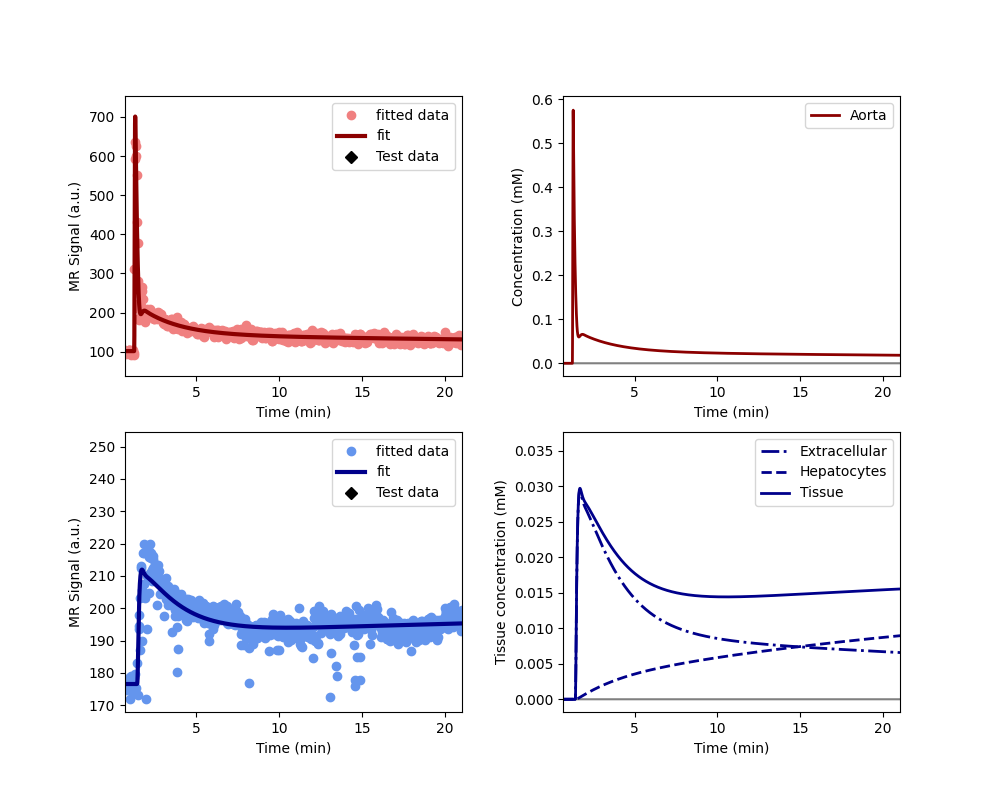 700
600
500
400
300
200
100
MR Signal (a.u.)
5
10
15
20
Time (min)
fitted data
fit
Test data
0.6
0.5
0.4
0.3
0.2
0.1
0.0
Concentration (mM)
5
10
15
20
Time (min)
Aorta
250
240
230
220
210
200
190
180
170
MR Signal (a.u.)
5
10
15
20
Time (min)
fitted data
fit
Test data
0.035
0.030
0.025
0.020
0.015
0.010
0.005
0.000
Tissue concentration (mM)
5
10
15
20
Time (min)
Extracellular
Hepatocytes
Tissue